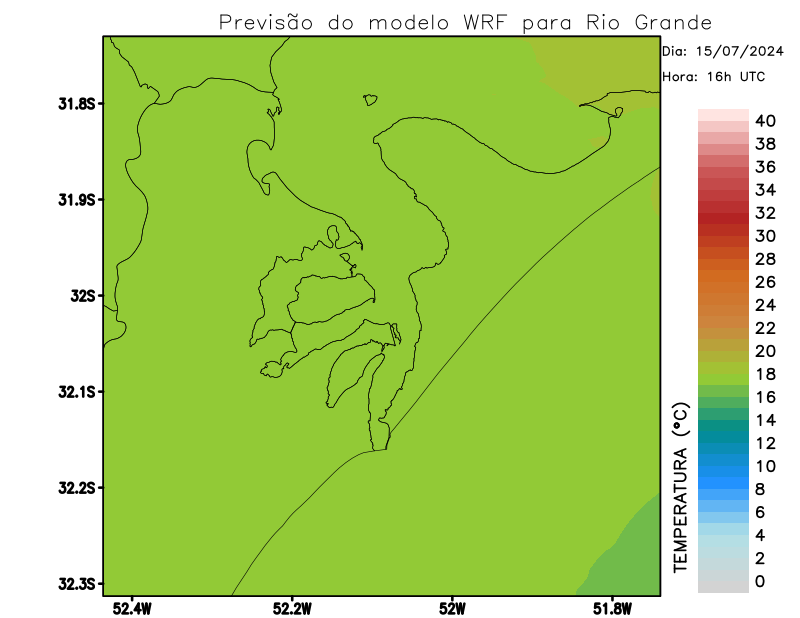 Previsão do modelo WRF para Rio Grande
Dia: 15/07/2024
Hora: 16h UTC
31.8S
31.9S
32S
32.1S
32.2S
32.3S
52.4W
52.2W
52W
51.8W
TEMPERATURA (°C)
40
38
36
34
32
30
28
26
24
22
20
18
16
14
12
10
8
6
4
2
0